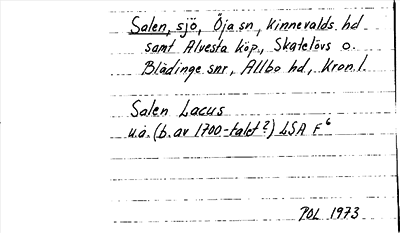 Salen, sjö, Öja sn, Kinnevalds hd
samt Alvesta köp., Skatelövs o.
Blädinge snr, Allbo hd, Kron. l.
Salen Lacus
u.å. (b. av 1700-talet?) LSA F⁶
POL 1973